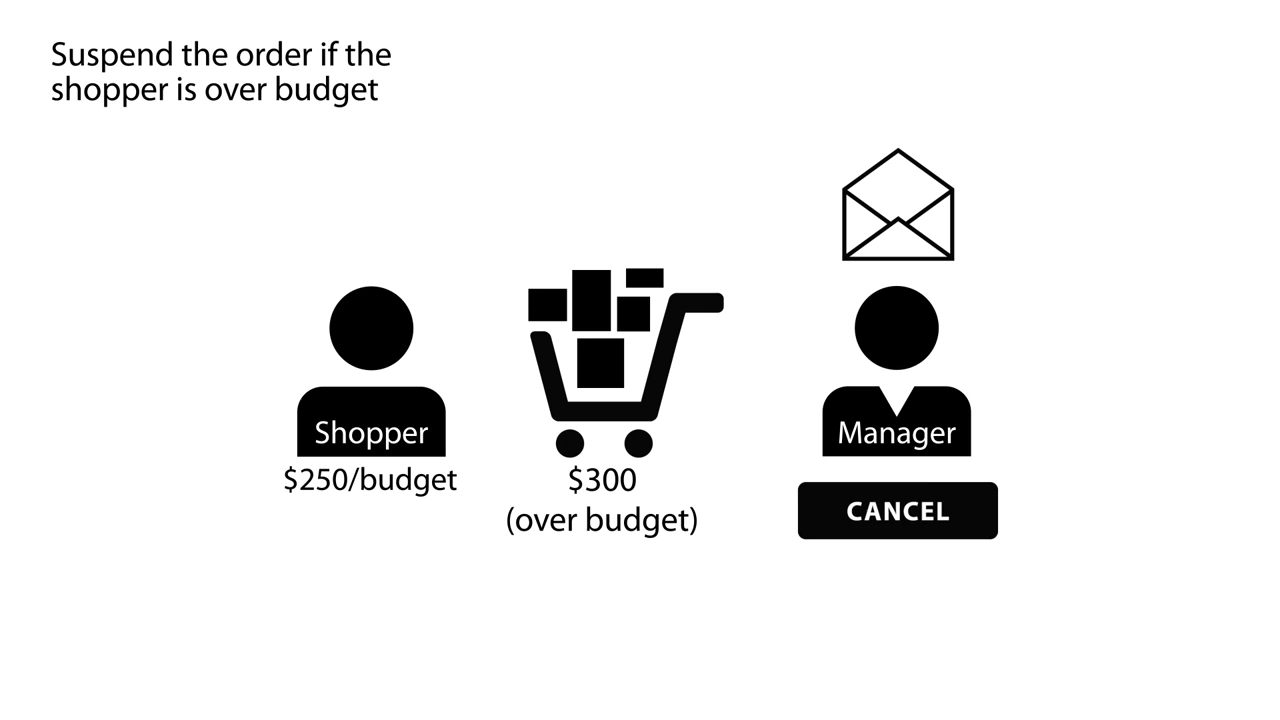 Suspend the order if the
shopper is over budget
Shopper
$250/budget
$300
(over budget)
Manager
CANCEL